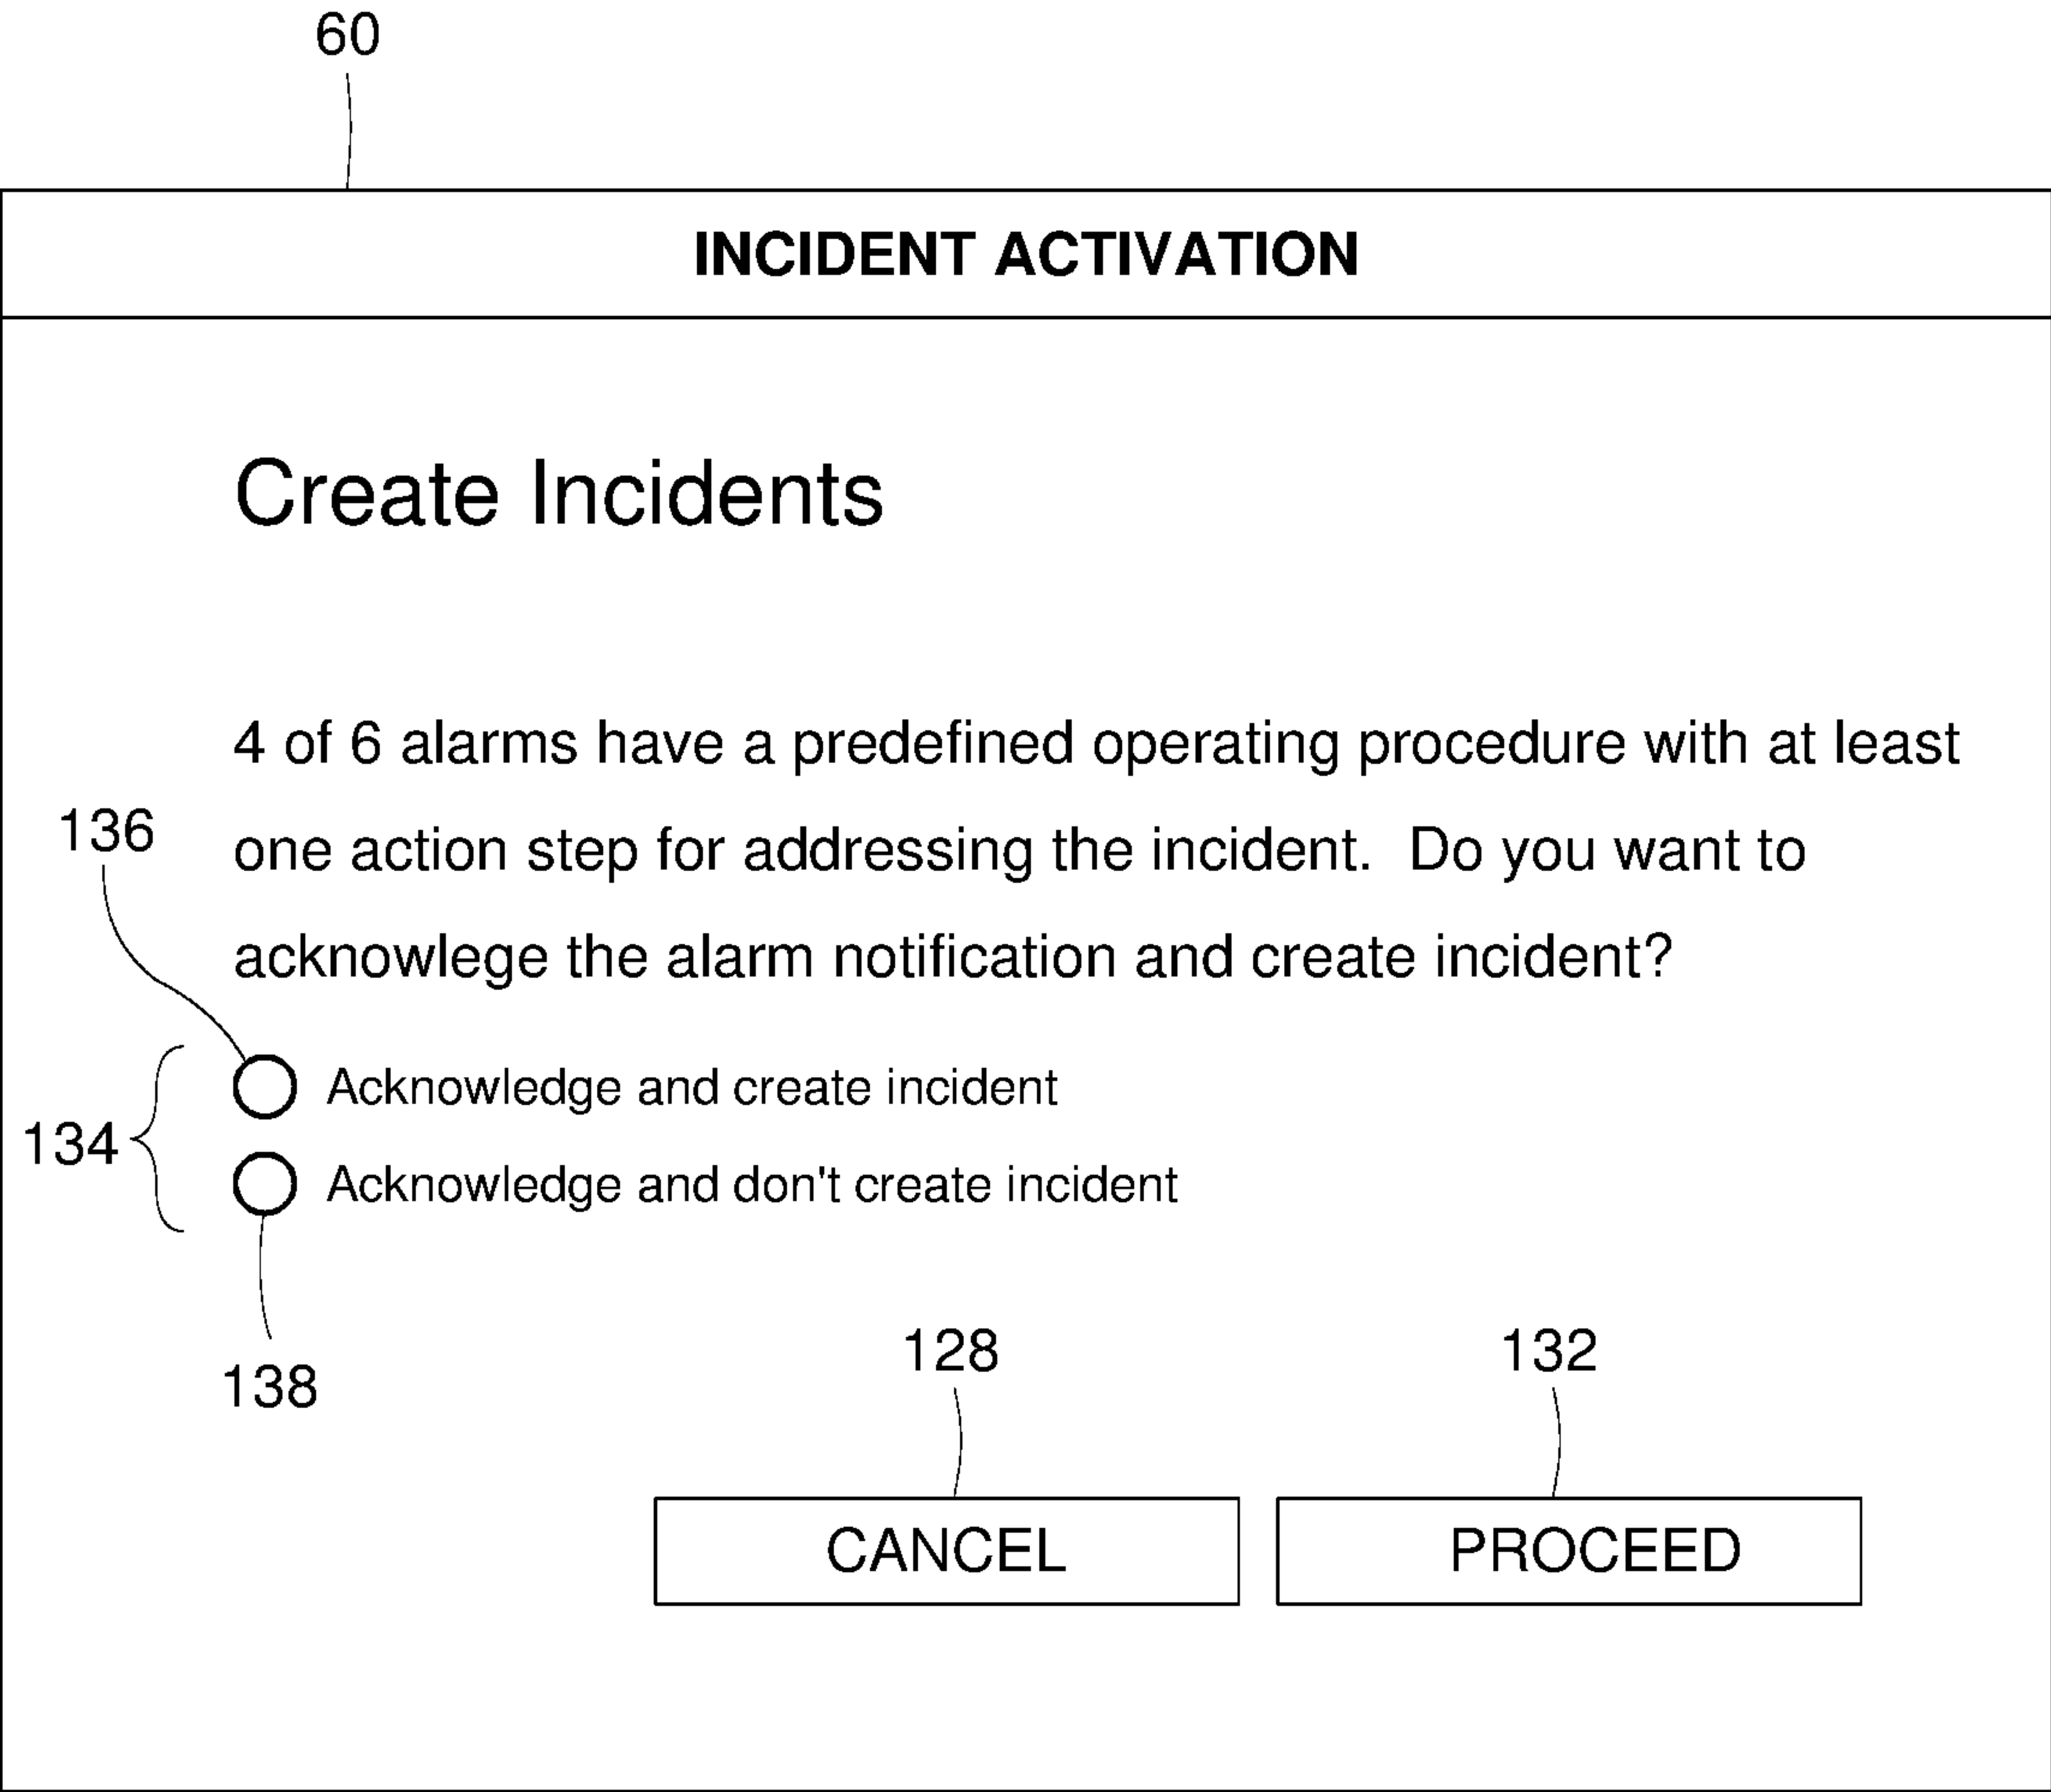 60
INCIDENT ACTIVATION
Create Incidents
4 of 6 alarms have a predefined operating procedure with at least
one action step for addressing the incident.  Do you want to
acknowlege the alarm notification and create incident?
136
Acknowledge and create incident
134
Acknowledge and don't create incident
138
128
132
CANCEL
PROCEED